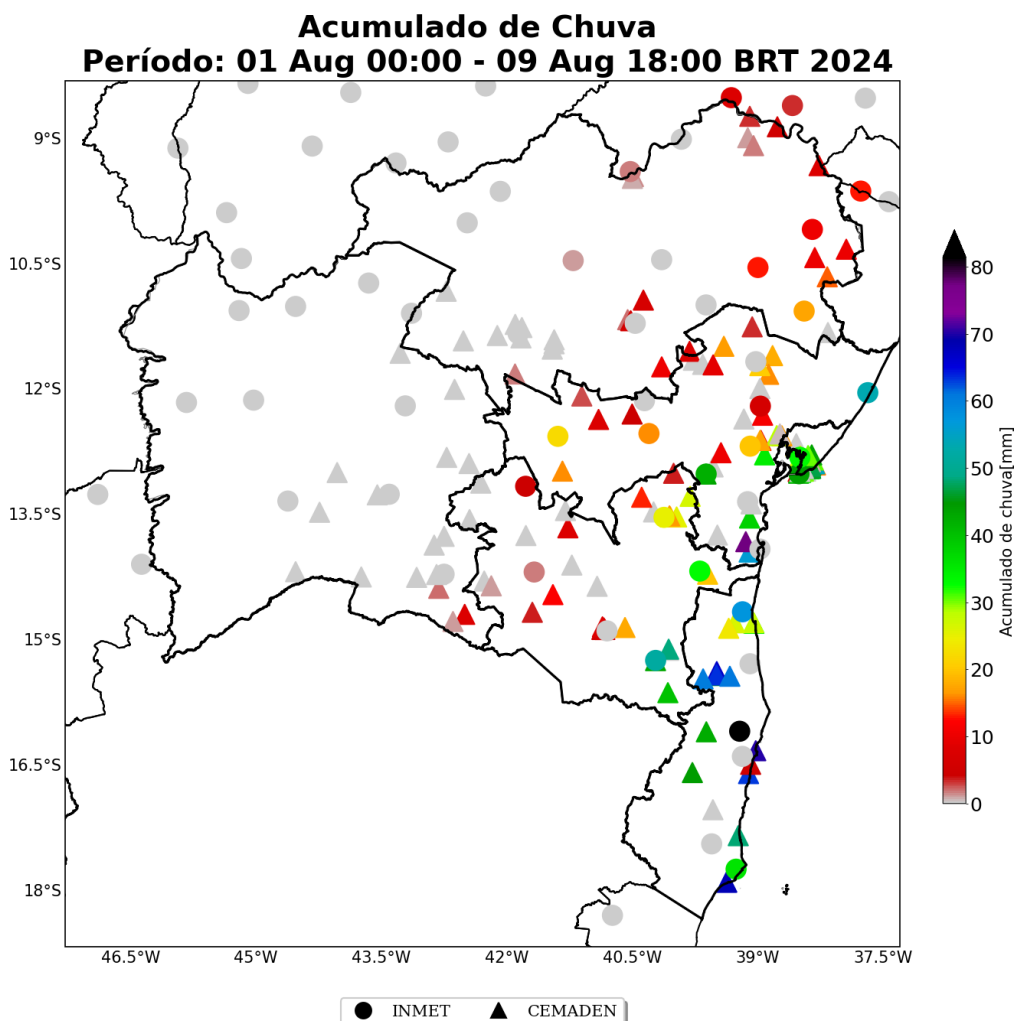 Acumulado de Chuva
Período: 01 Aug 00:00 - 09 Aug 18:00 BRT 2024
9°S
10.5°S
12°S
13.5°S
15°S
16.5°S
18°S
46.5°W 45°W 43.5°W 42°W 40.5°W 39°W 37.5°W
80
70
60
50
40
30
20
10
0
Acumulado de chuva[mm]
INMET CEMADEN